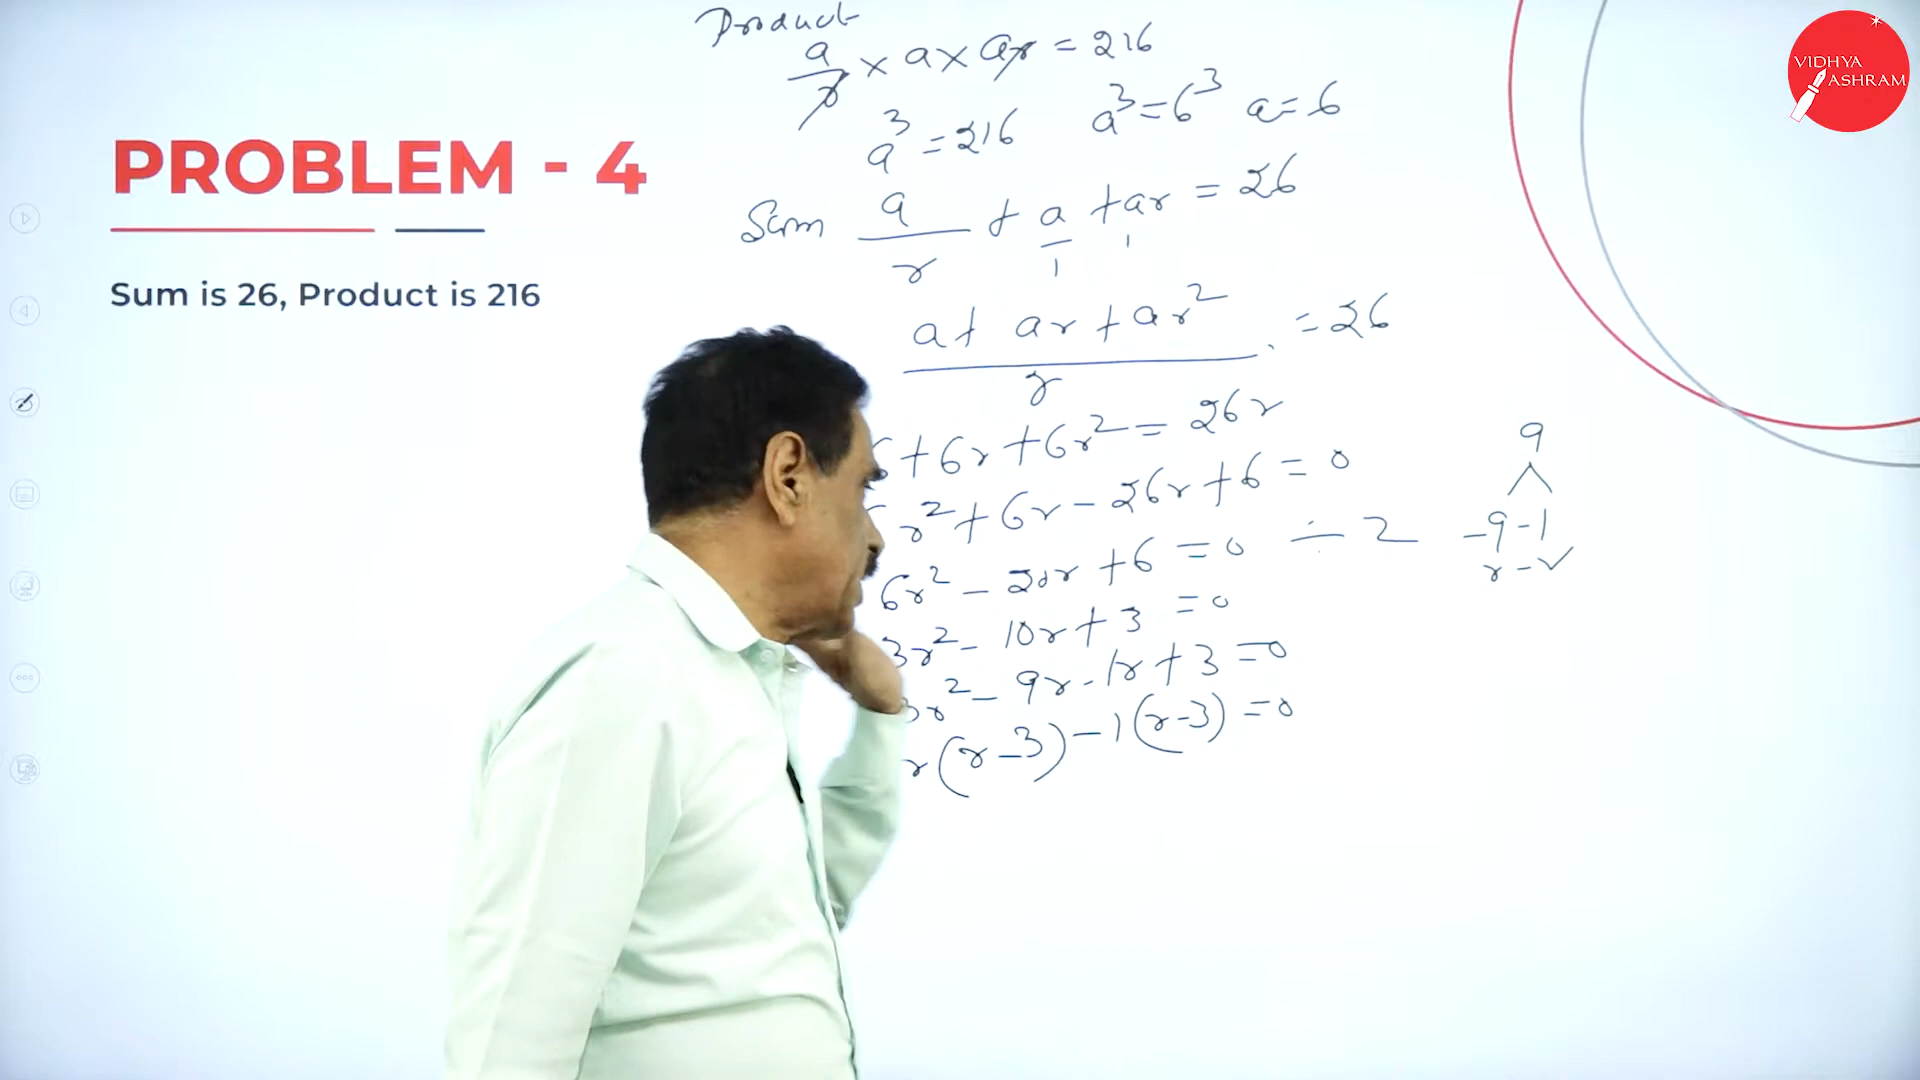 VIDHYA
ASHRAM
PROBLEM - 4
Sum is 26, Product is 216
Product
a/r × a × ar = 216
a³ = 216 a³ = 6³ a = 6
Sum a/r + a/1 + ar/1 = 26
a + ar + ar² / r = 26
6 + 6r + 6r² = 26r
r² + 6r - 26r + 6 = 0
6r² - 20r + 6 = 0 ÷ 2
3r² - 10r + 3 = 0
3r² - 9r - 1r + 3 = 0
r(r - 3) - 1(r - 3) = 0
9
-9 -1